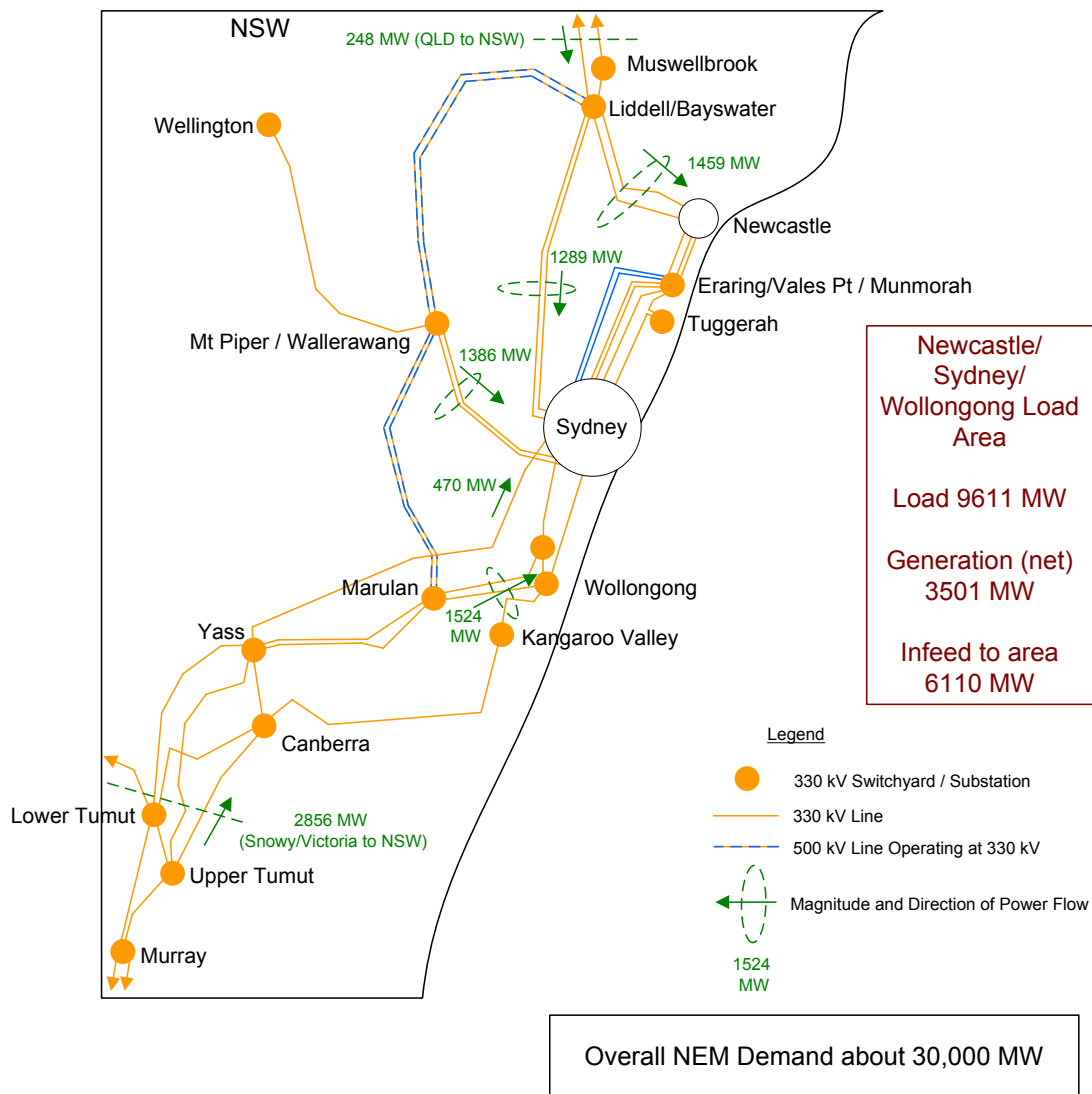 NSW
248 MW (QLD to NSW)
Muswellbrook
Liddell/Bayswater
Wellington
1459 MW
Newcastle
1289 MW
Eraring/Vales Pt / Munmorah
Tuggerah
Mt Piper / Wallerawang
1386 MW
Sydney
470 MW
Marulan
1524
MW
Wollongong
Kangaroo Valley
Yass
Canberra
Lower Tumut
2856 MW
(Snowy/Victoria to NSW)
Upper Tumut
Murray
Newcastle/
Sydney/
Wollongong Load
Area
Load 9611 MW
Generation (net)
3501 MW
Infeed to area
6110 MW
Legend
330 kV Switchyard / Substation
330 kV Line
500 kV Line Operating at 330 kV
Magnitude and Direction of Power Flow
1524
MW
Overall NEM Demand about 30,000 MW